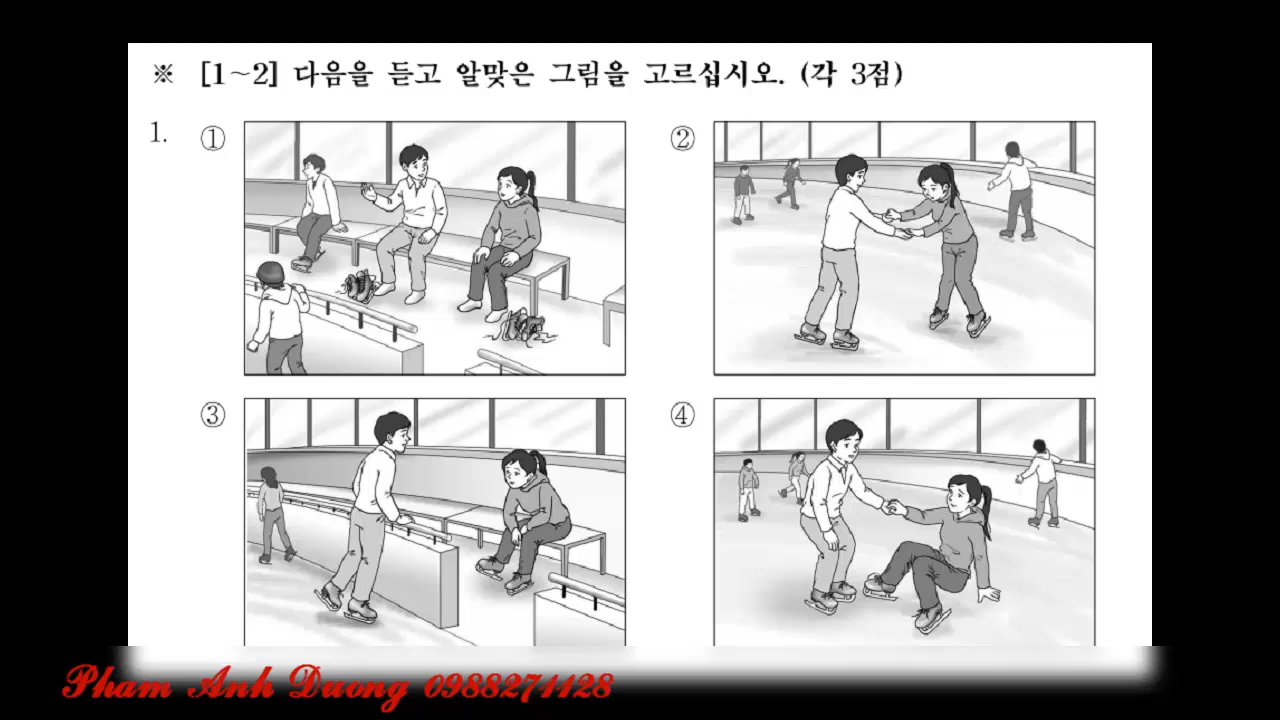 ※ [1~2] 다음을 듣고 알맞은 그림을 고르십시오. (각 3점)
1. ① ②
③ ④
Pham Anh Duong 0988271128